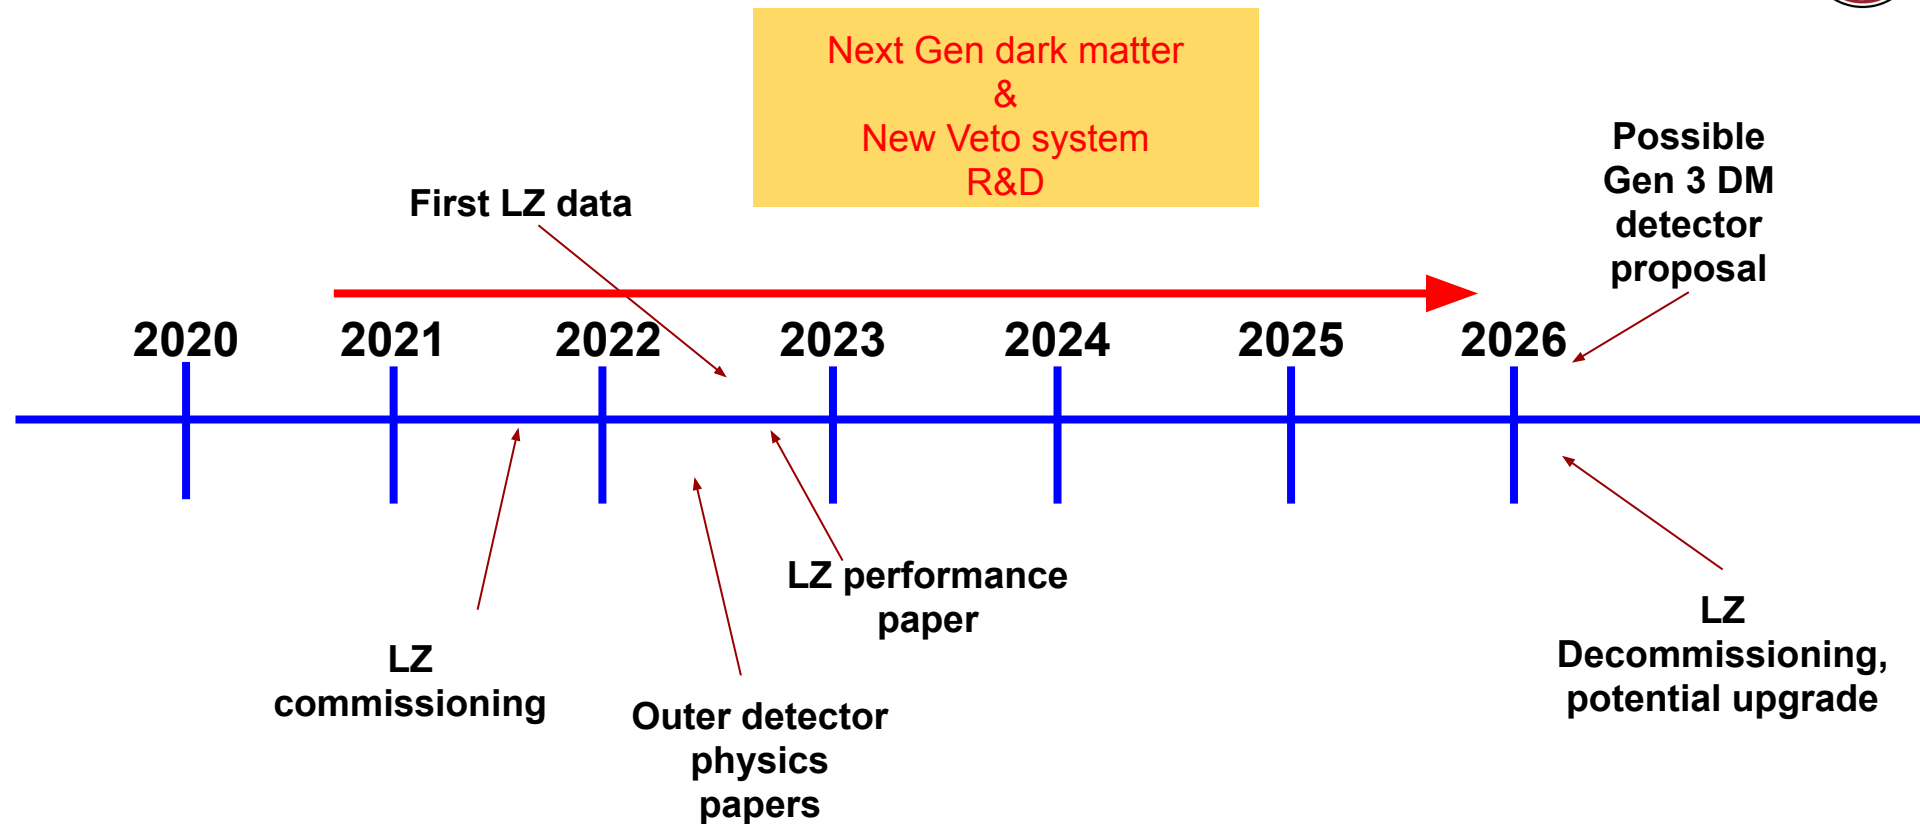 Next Gen dark matter
&
New Veto system
R&D
First LZ data
Possible
Gen 3 DM
detector
proposal
2020 2021 2022 2023 2024 2025 2026
LZ performance
paper
LZ
commissioning
Outer detector
physics
papers
LZ
Decommissioning,
potential upgrade